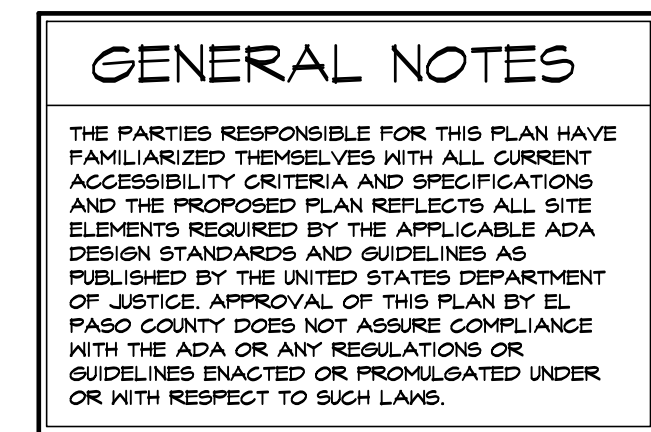 GENERAL NOTES
THE PARTIES RESPONSIBLE FOR THIS PLAN HAVE
FAMILIARIZED THEMSELVES WITH ALL CURRENT
ACCESSIBILITY CRITERIA AND SPECIFICATIONS
AND THE PROPOSED PLAN REFLECTS ALL SITE
ELEMENTS REQUIRED BY THE APPLICABLE ADA
DESIGN STANDARDS AND GUIDELINES AS
PUBLISHED BY THE UNITED STATES DEPARTMENT
OF JUSTICE. APPROVAL OF THIS PLAN BY EL
PASO COUNTY DOES NOT ASSURE COMPLIANCE
WITH THE ADA OR ANY REGULATIONS OR
GUIDELINES ENACTED OR PROMULGATED UNDER
OR WITH RESPECT TO SUCH LAWS.